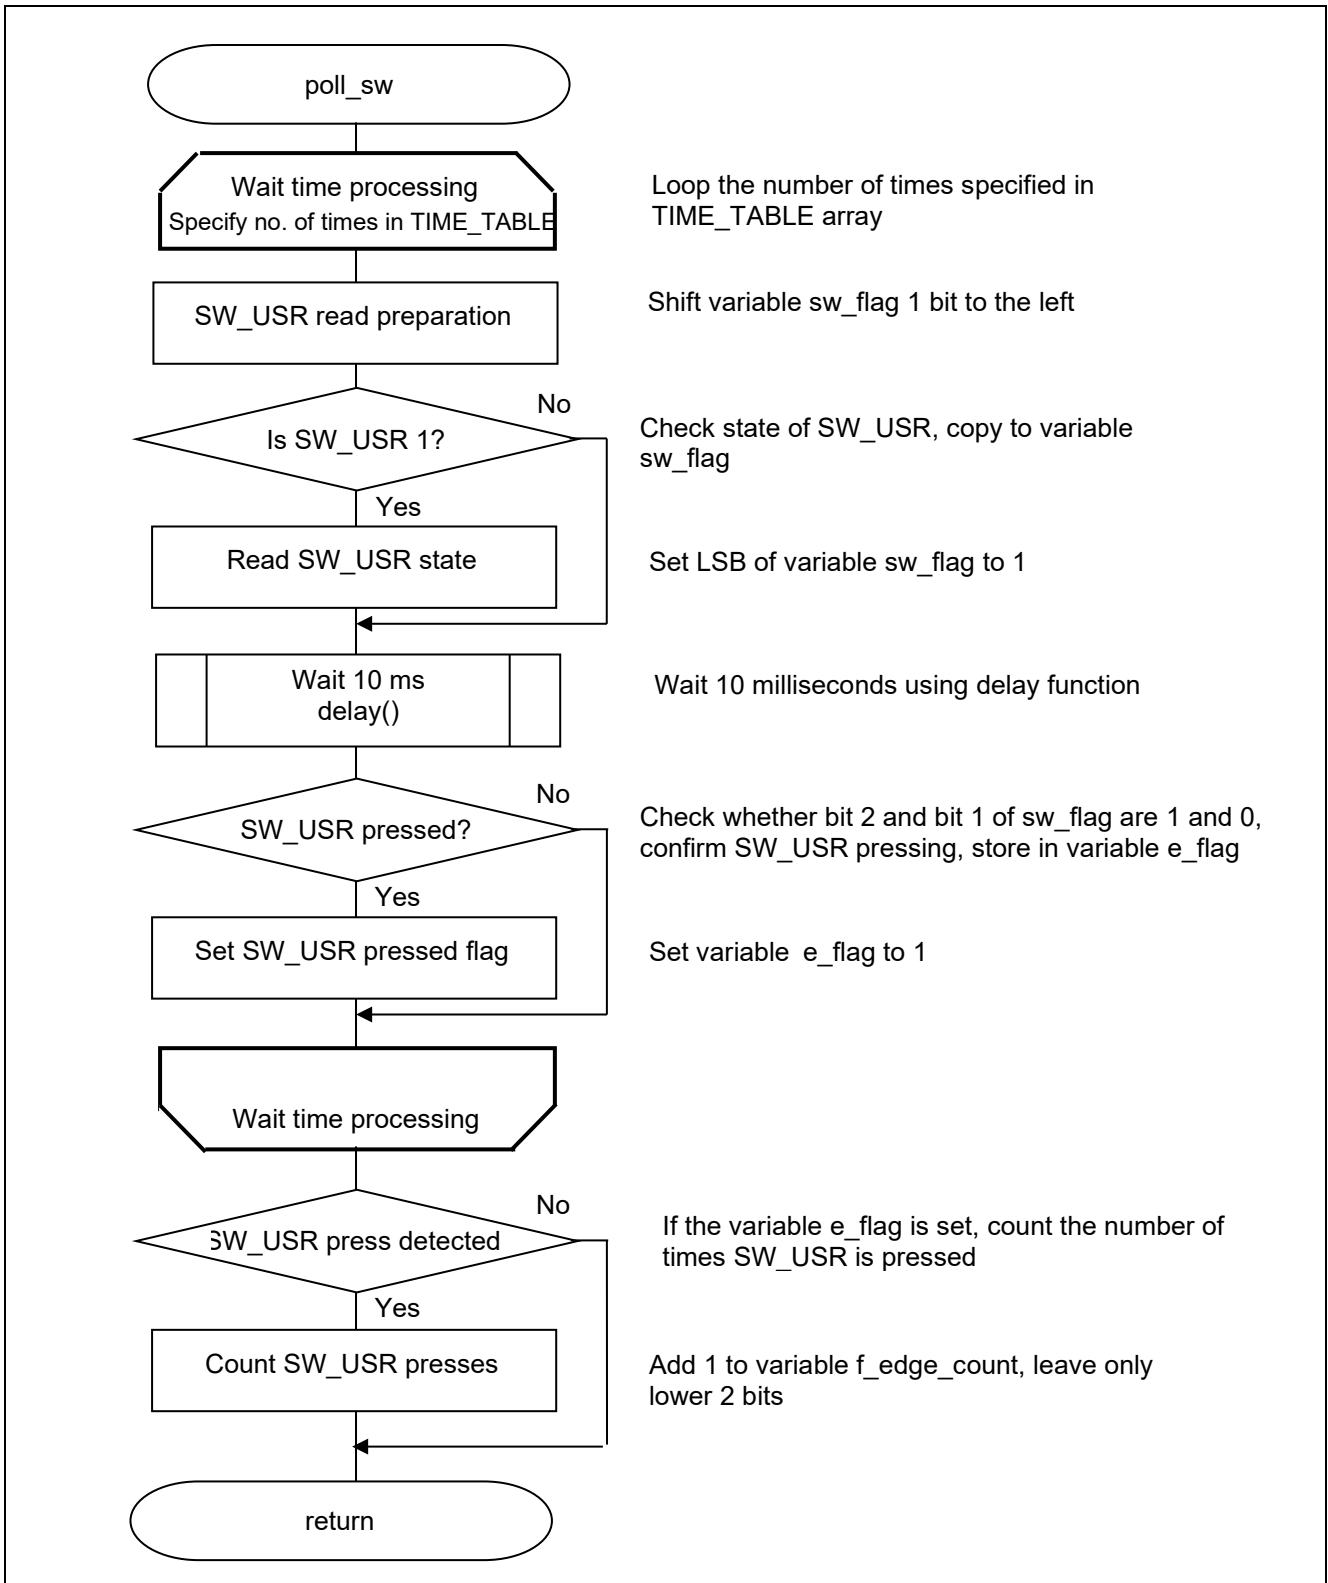 poll_sw
Wait time processing
Specify no. of times in TIME_TABLE
Loop the number of times specified in
TIME_TABLE array
SW_USR read preparation
Shift variable sw_flag 1 bit to the left
No
Is SW_USR 1?
Check state of SW_USR, copy to variable
sw_flag
Yes
Read SW_USR state
Set LSB of variable sw_flag to 1
Wait 10 ms
delay()
Wait 10 milliseconds using delay function
No
SW_USR pressed?
Check whether bit 2 and bit 1 of sw_flag are 1 and 0,
confirm SW_USR pressing, store in variable e_flag
Yes
Set SW_USR pressed flag
Set variable e_flag to 1
Wait time processing
No
SW_USR press detected
If the variable e_flag is set, count the number of
times SW_USR is pressed
Yes
Count SW_USR presses
Add 1 to variable f_edge_count, leave only
lower 2 bits
return